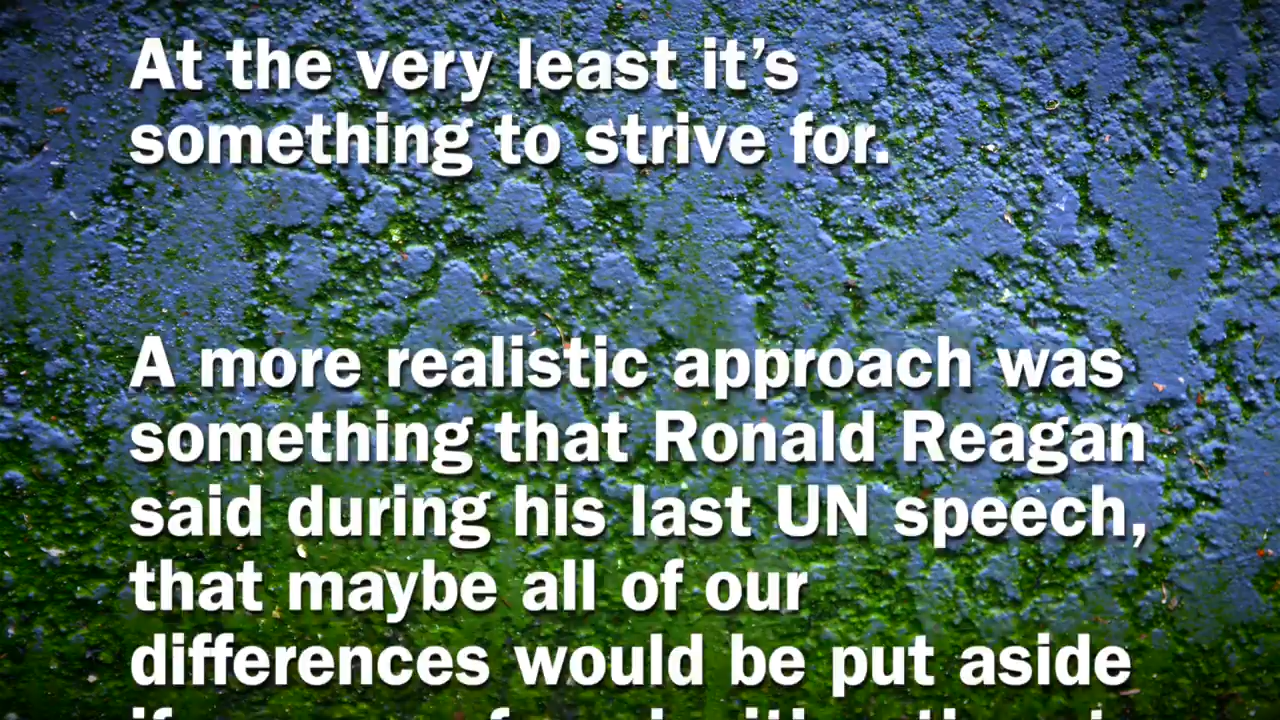 At the very least it’s
something to strive for.
A more realistic approach was
something that Ronald Reagan
said during his last UN speech,
that maybe all of our
differences would be put aside